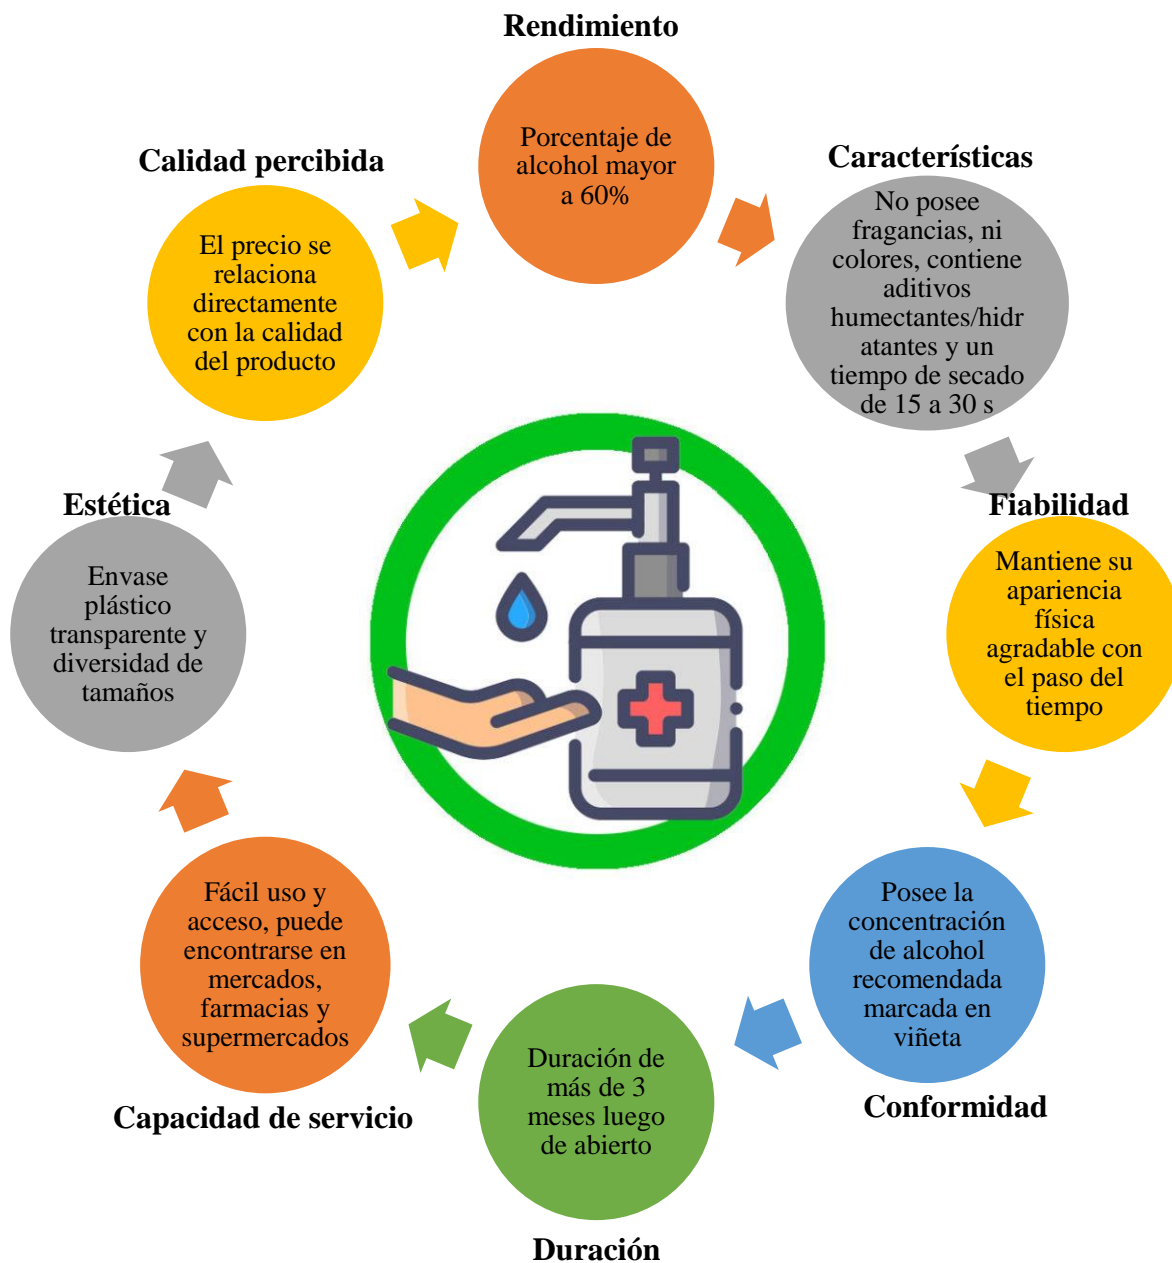 Rendimiento
Porcentaje de
alcohol mayor
a 60%
Características
No posee
fragancias, ni
colores, contiene
aditivos
humectantes/hidr
atantes y un
tiempo de secado
de 15 a 30 s
Fiabilidad
Mantiene su
apariencia
física
agradable con
el paso del
tiempo
Posee la
concentración
de alcohol
recomendada
marcada en
viñeta
Conformidad
Duración de
más de 3
meses luego
de abierto
Duración
Fácil uso y
acceso, puede
encontrarse en
mercados,
farmacias y
supermercados
Capacidad de servicio
Estética
Envase
plástico
transparente y
diversidad de
tamaños
Calidad percibida
El precio se
relaciona
directamente
con la calidad
del producto